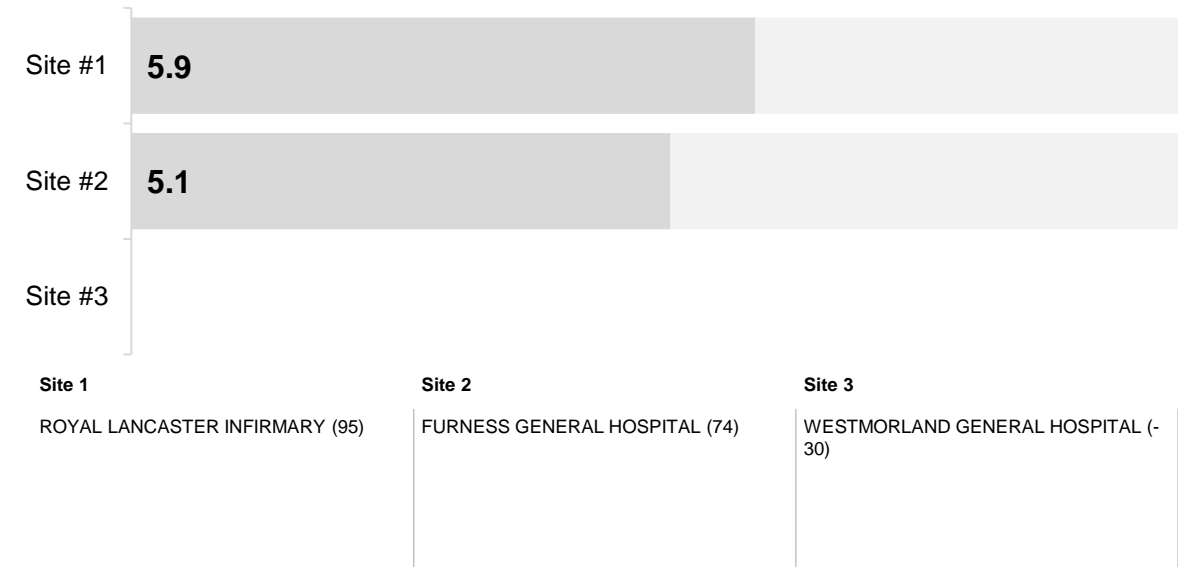 Site #1
5.9
Site #2
5.1
Site #3
Site 1
ROYAL LANCASTER INFIRMARY (95)
Site 2
FURNESS GENERAL HOSPITAL (74)
Site 3
WESTMORLAND GENERAL HOSPITAL (-
30)